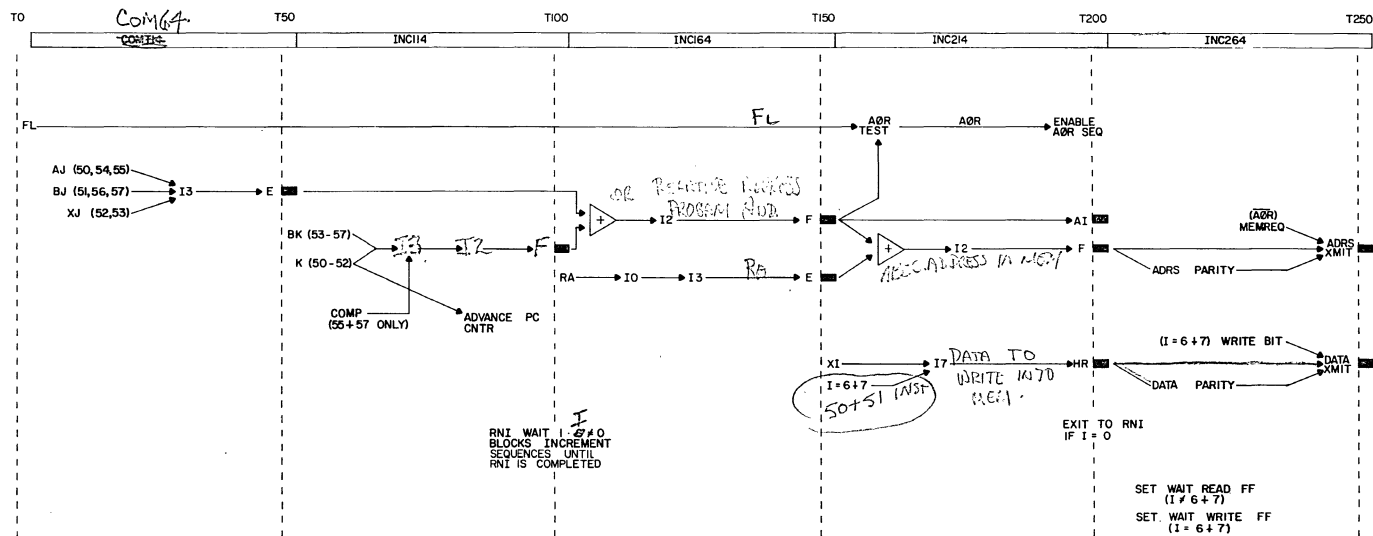 T0
T50
T100
T150
T200
T250
COM64.
COM114
INC114
INC164
INC214
INC264
FL
FL
AØR
TEST
AØR
ENABLE
AØR SEQ
AJ (50,54,55)
BJ (51,56,57)
XJ (52,53)
I3
E
OR RELATIVE ADDRESS
PROGRAM MOD.
+
I2
F
AI
(AØR)
MEMREQ
BK (53-57)
K (50-52)
I3
I2
F
+
I2
F
ADRS
XMIT
ABSC. ADDRESS IN MEM
ADRS PARITY
RA
I0
I3
RA
E
COMP
(55+57 ONLY)
ADVANCE PC
CNTR
(I=6+7) WRITE BIT
XI
I7
DATA TO
WRITE INTO
MEM.
HR
DATA
XMIT
I=6+7
50+51 INST
DATA PARITY
I
RNI WAIT I·Ø≠0
BLOCKS INCREMENT
SEQUENCES UNTIL
RNI IS COMPLETED
EXIT TO RNI
IF I=0
SET WAIT READ FF
(I≠6+7)
SET WAIT WRITE FF
(I=6+7)